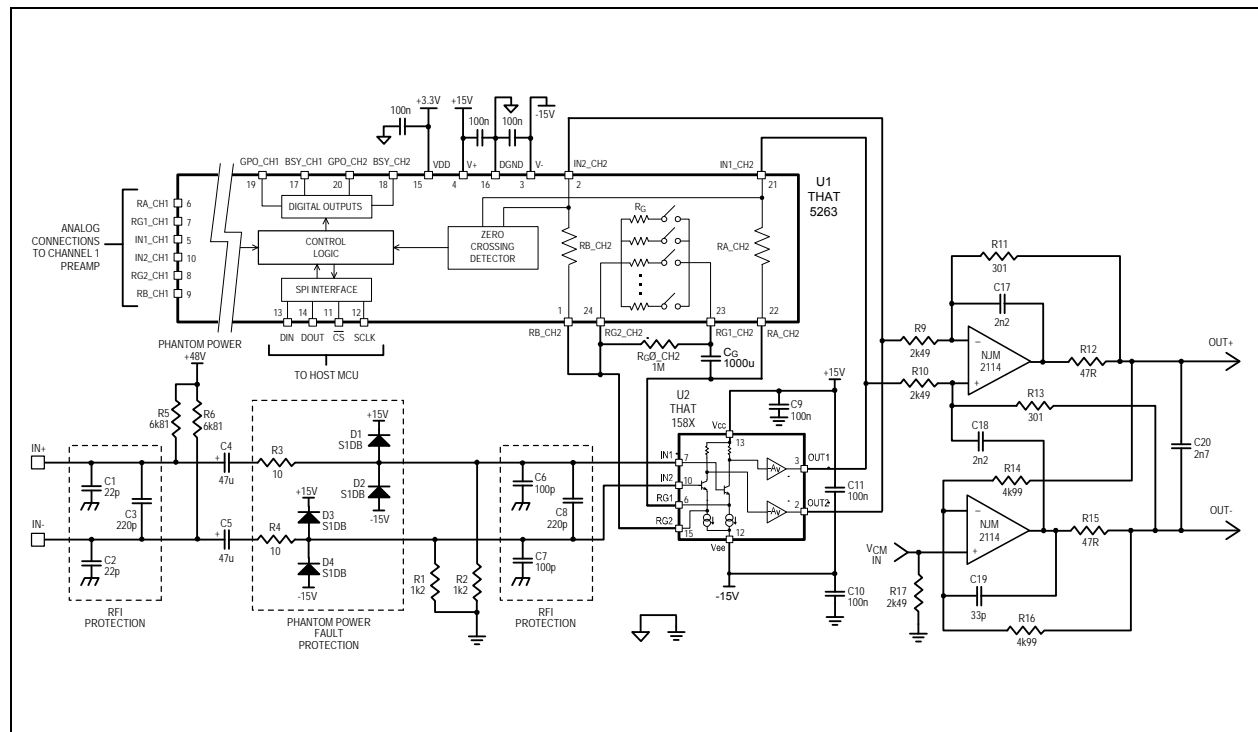 +3.3V
+15V
-15V
100n
100n
100n
GPO_CH1
BSY_CH1
GPO_CH2
BSY_CH2
VDD
V+
DGND
V-
IN2_CH2
IN1_CH2
19
17
20
18
15
4
16
3
2
21
U1
THAT
5263
ANALOG
CONNECTIONS
TO CHANNEL 1
PREAMP
RA_CH1
6
RG1_CH1
7
IN1_CH1
5
IN2_CH1
10
RG2_CH1
8
RB_CH1
9
DIGITAL OUTPUTS
CONTROL
LOGIC
SPI INTERFACE
ZERO
CROSSING
DETECTOR
RB_CH2
RG
RA_CH2
13
14
11
12
DIN
DOUT
CS
SCLK
TO HOST MCU
1
24
23
22
RB_CH2
RG2_CH2
RG1_CH2
RA_CH2
RGØ_CH2
1M
CG
1000u
PHANTOM POWER
+48V
R5
6k81
R6
6k81
IN+
IN-
C1
22p
C2
22p
C3
220p
RFI
PROTECTION
C4
47u
C5
47u
+
+
R3
10
R4
10
+15V
D1
S1DB
D2
S1DB
-15V
+15V
D3
S1DB
D4
S1DB
-15V
PHANTOM POWER
FAULT
PROTECTION
R1
1k2
R2
1k2
C6
100p
C7
100p
C8
220p
RFI
PROTECTION
U2
THAT
158X
+15V
C9
100n
Vcc
13
IN1
7
IN2
10
RG1
6
RG2
15
-Av
-Av
OUT1
3
OUT2
2
12
Vee
-15V
C11
100n
C10
100n
R9
2k49
R10
2k49
R11
301
C17
2n2
NJM
2114
-
+
R12
47R
OUT+
R13
301
C18
2n2
R14
4k99
C20
2n7
NJM
2114
-
+
R15
47R
OUT-
VCM
IN
R17
2k49
C19
33p
R16
4k99